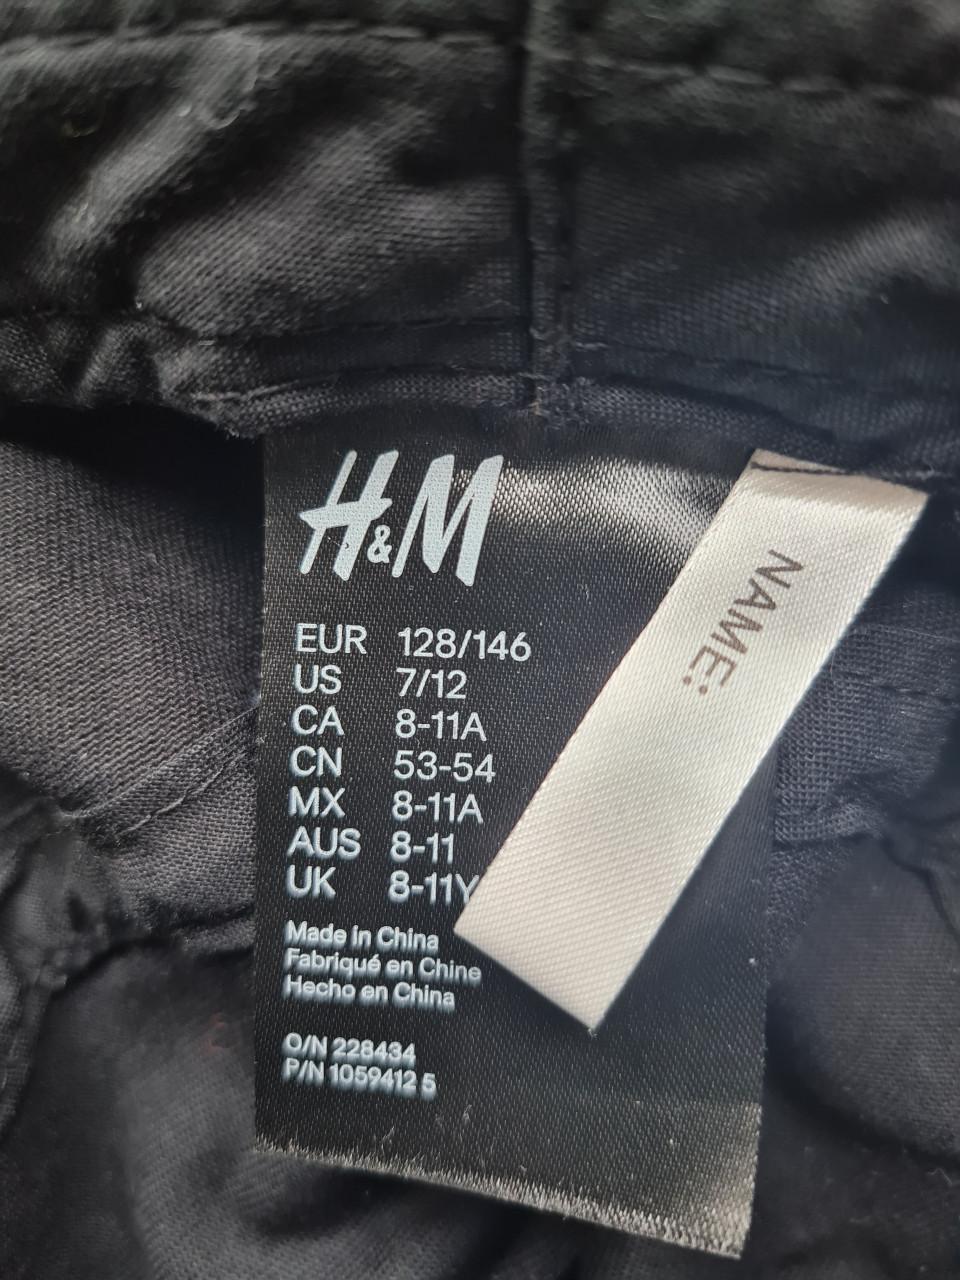 H&M
EUR 128/146
US 7/12
CA 8-11A
CN 53-54
MX 8-11A
AUS 8-11
UK 8-11Y
Made in China
Fabriqué en Chine
Hecho en China
O/N 228434
P/N 1059412 5
NAME: